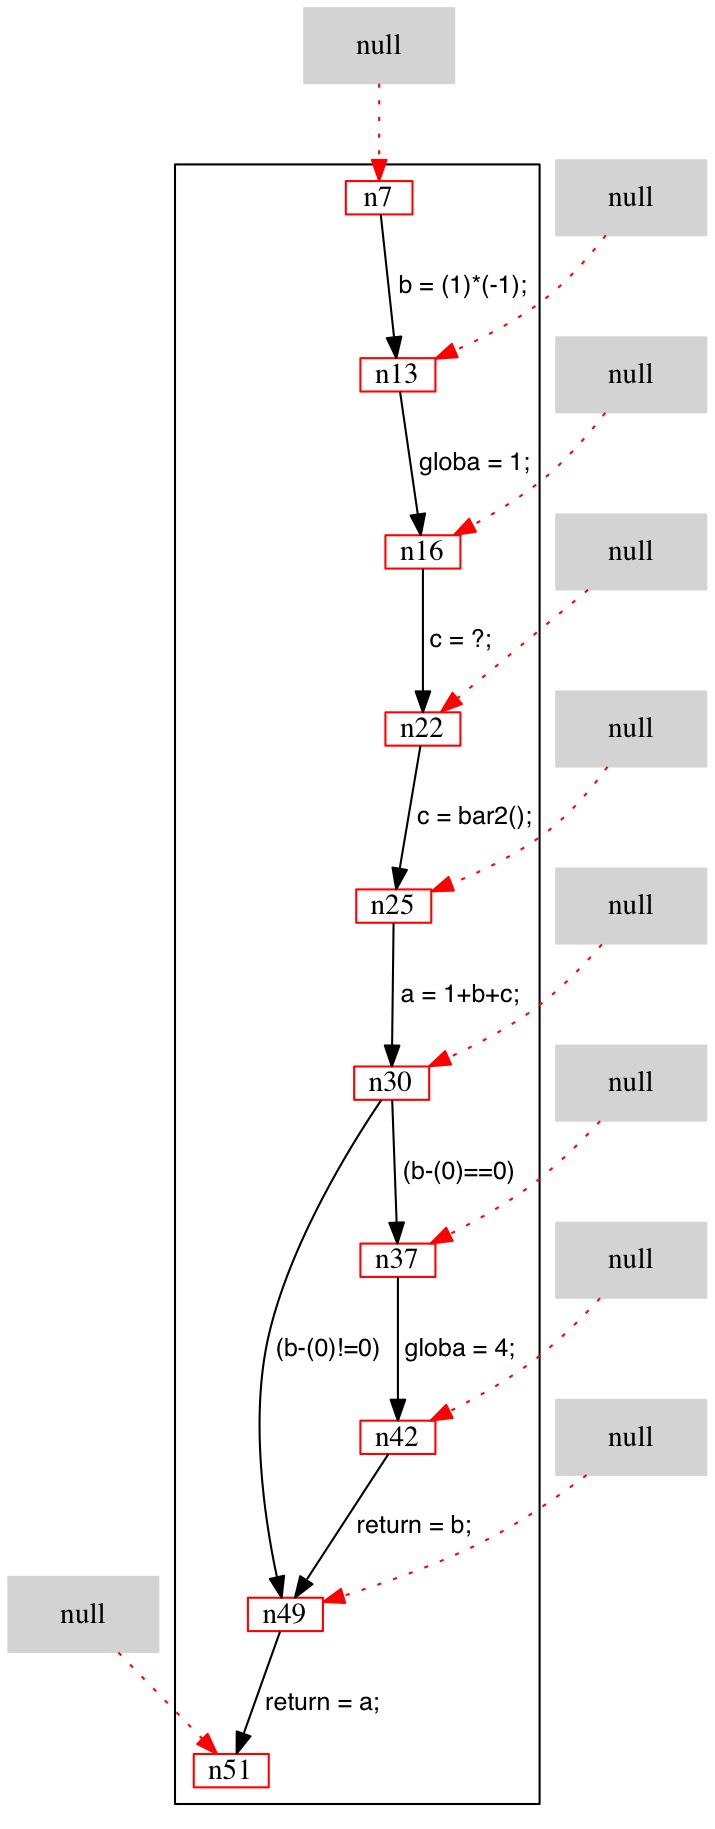 null
n7
null
b = (1)*(-1);
n13
null
globa = 1;
n16
null
c = ?;
n22
null
c = bar2();
n25
null
a = 1+b+c;
n30
null
(b-(0)==0)
n37
null
(b-(0)!=0)
globa = 4;
n42
null
return = b;
n49
null
return = a;
n51